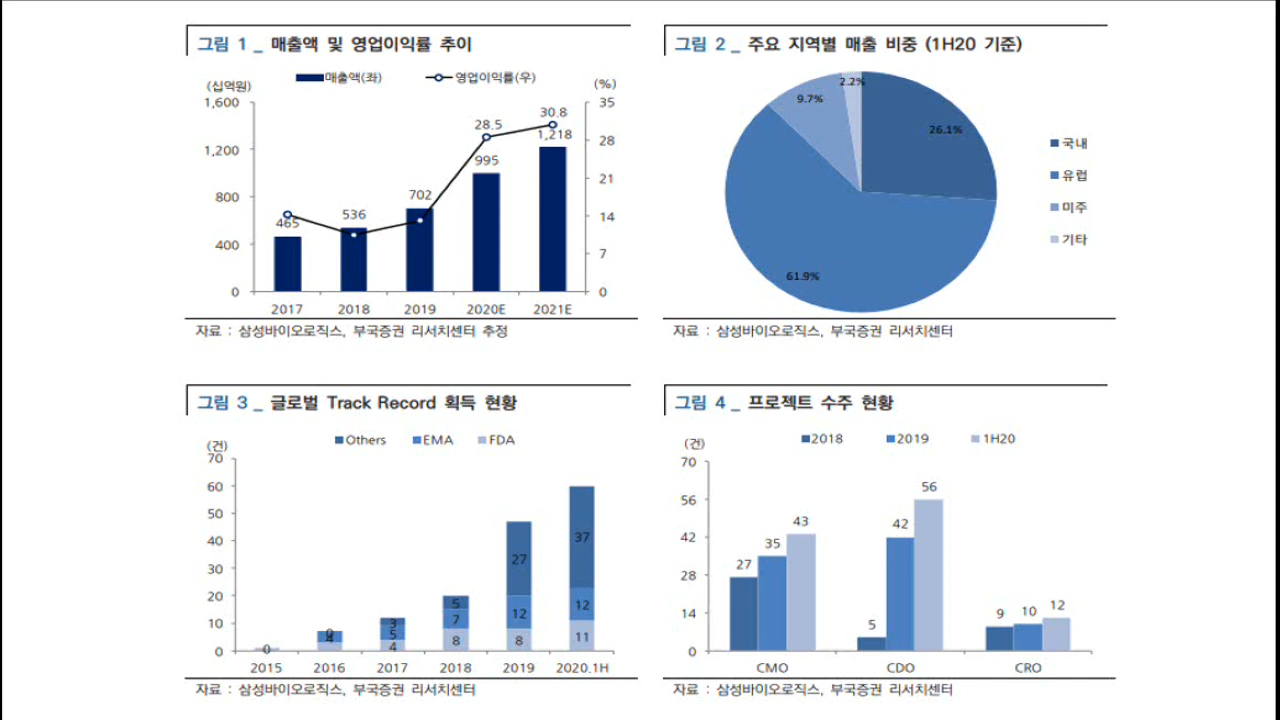 그림 1 _ 매출액 및 영업이익률 추이
(십억원)
매출액(좌)
영업이익률(우)
(%)
1,600
1,200
800
400
0
35
28
21
14
7
0
465
536
702
995
1,218
28.5
30.8
2017 2018 2019 2020E 2021E
자료 : 삼성바이오로직스, 부국증권 리서치센터 추정
그림 2 _ 주요 지역별 매출 비중 (1H20 기준)
2.2%
9.7%
26.1%
61.9%
국내
유럽
미주
기타
자료 : 삼성바이오로직스, 부국증권 리서치센터
그림 3 _ 글로벌 Track Record 획득 현황
(건)
Others EMA FDA
70
60
50
40
30
20
10
0
0
0
4
3
5
4
5
7
8
27
12
8
37
12
11
2015 2016 2017 2018 2019 2020.1H
자료 : 삼성바이오로직스, 부국증권 리서치센터
그림 4 _ 프로젝트 수주 현황
(건)
2018 2019 1H20
70
56
42
28
14
0
27 35 43
5 42 56
9 10 12
CMO CDO CRO
자료 : 삼성바이오로직스, 부국증권 리서치센터